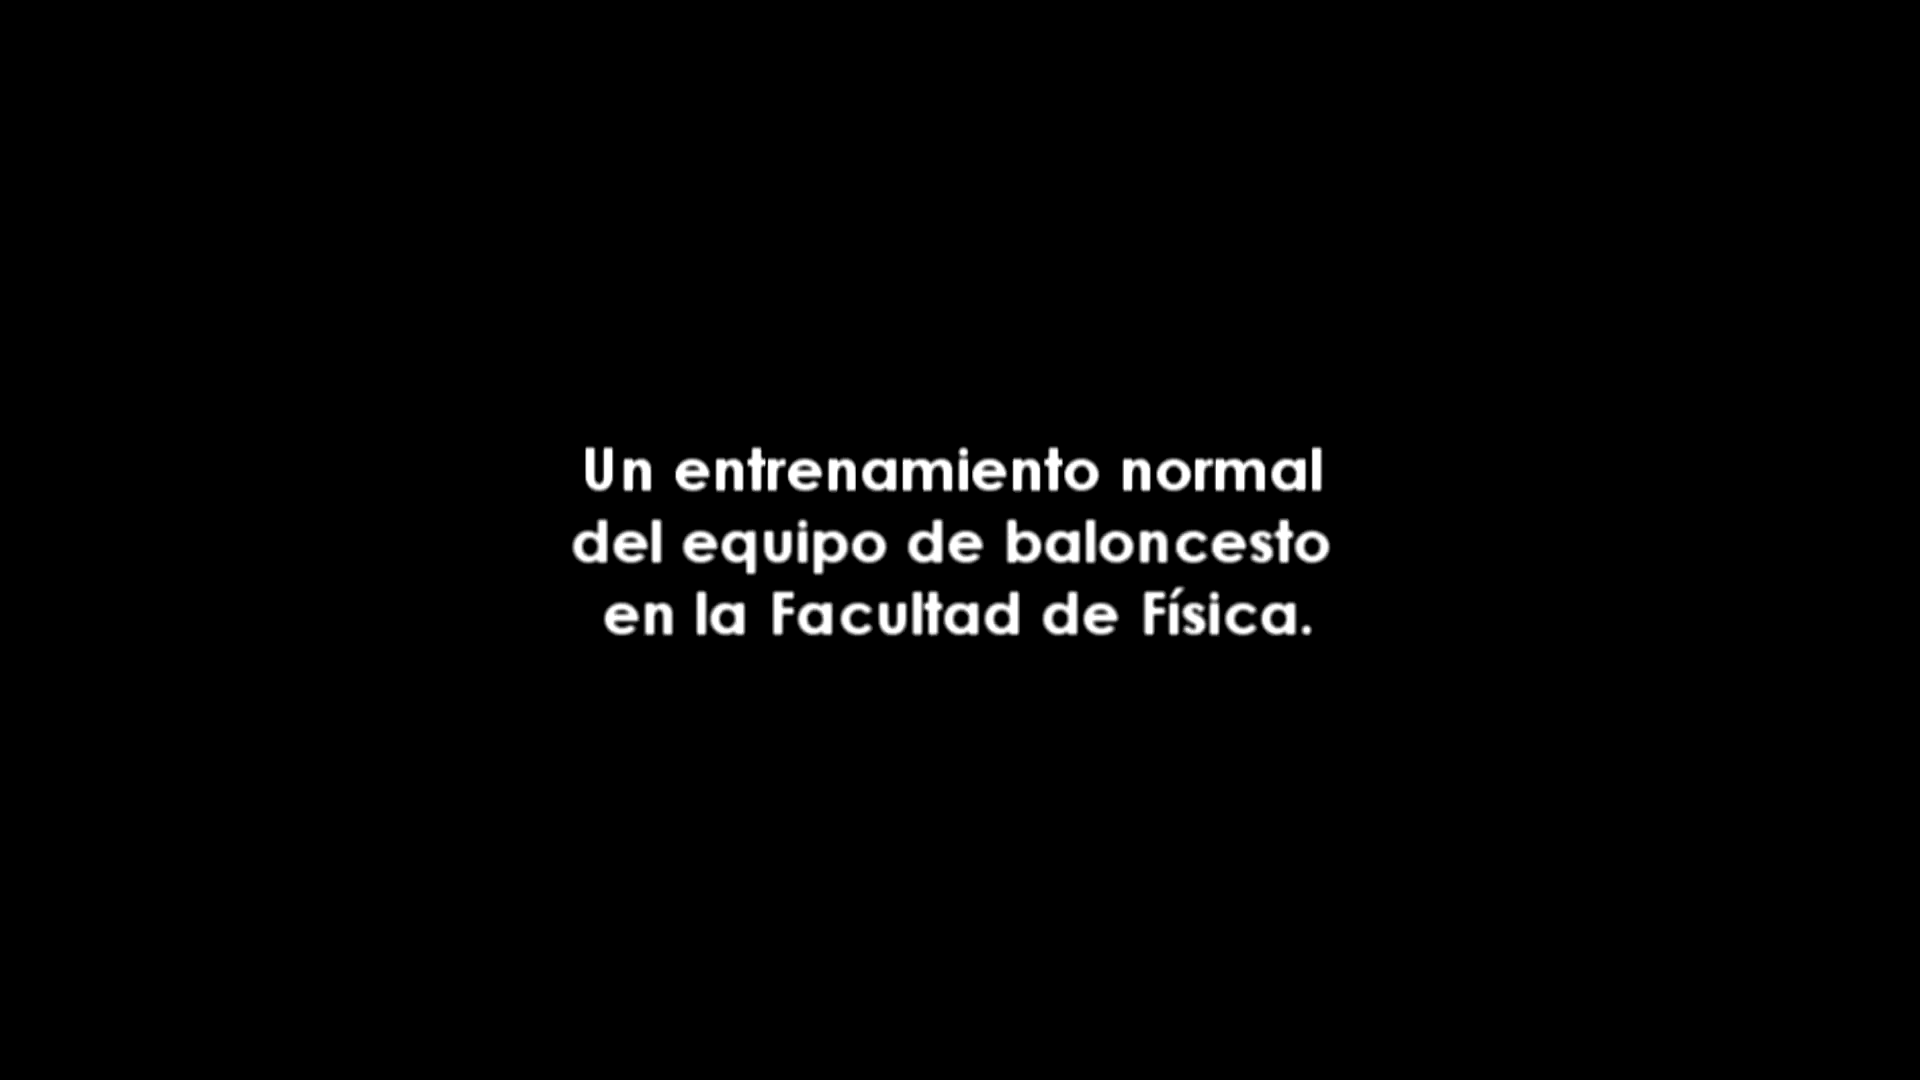 Un entrenamiento normal
del equipo de baloncesto
en la Facultad de Física.